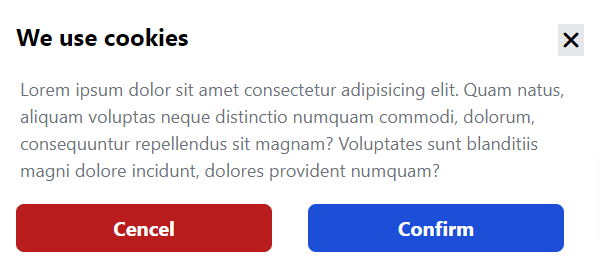 We use cookies
Lorem ipsum dolor sit amet consectetur adipisicing elit. Quam natus,
aliquam voluptas neque distinctio numquam commodi, dolorum,
consequuntur repellendus sit magnam? Voluptates sunt blanditiis
magni dolore incidunt, dolores provident numquam?
Cencel
Confirm